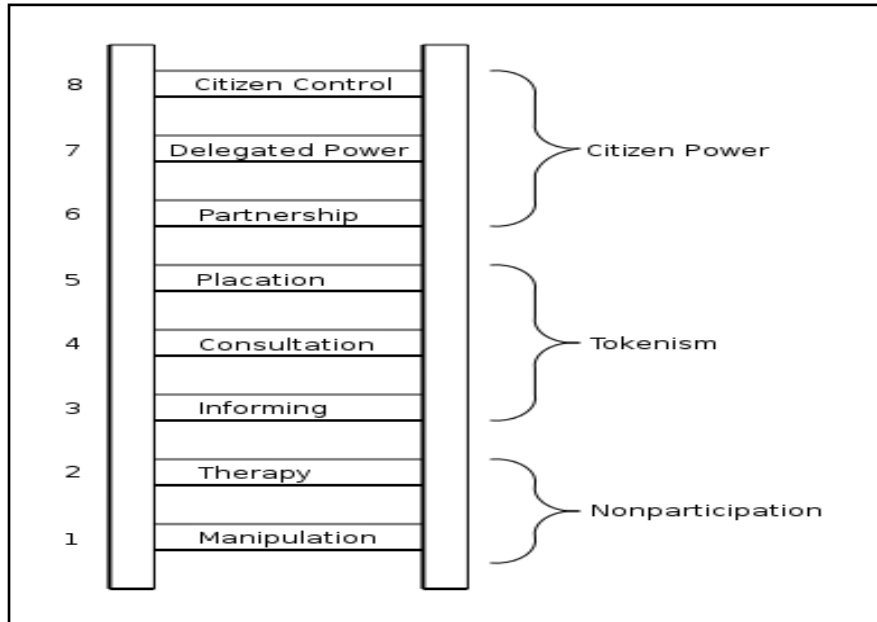 8 Citizen Control
7 Delegated Power
Citizen Power
6 Partnership
5 Placation
4 Consultation
Tokenism
3 Informing
2 Therapy
Nonparticipation
1 Manipulation